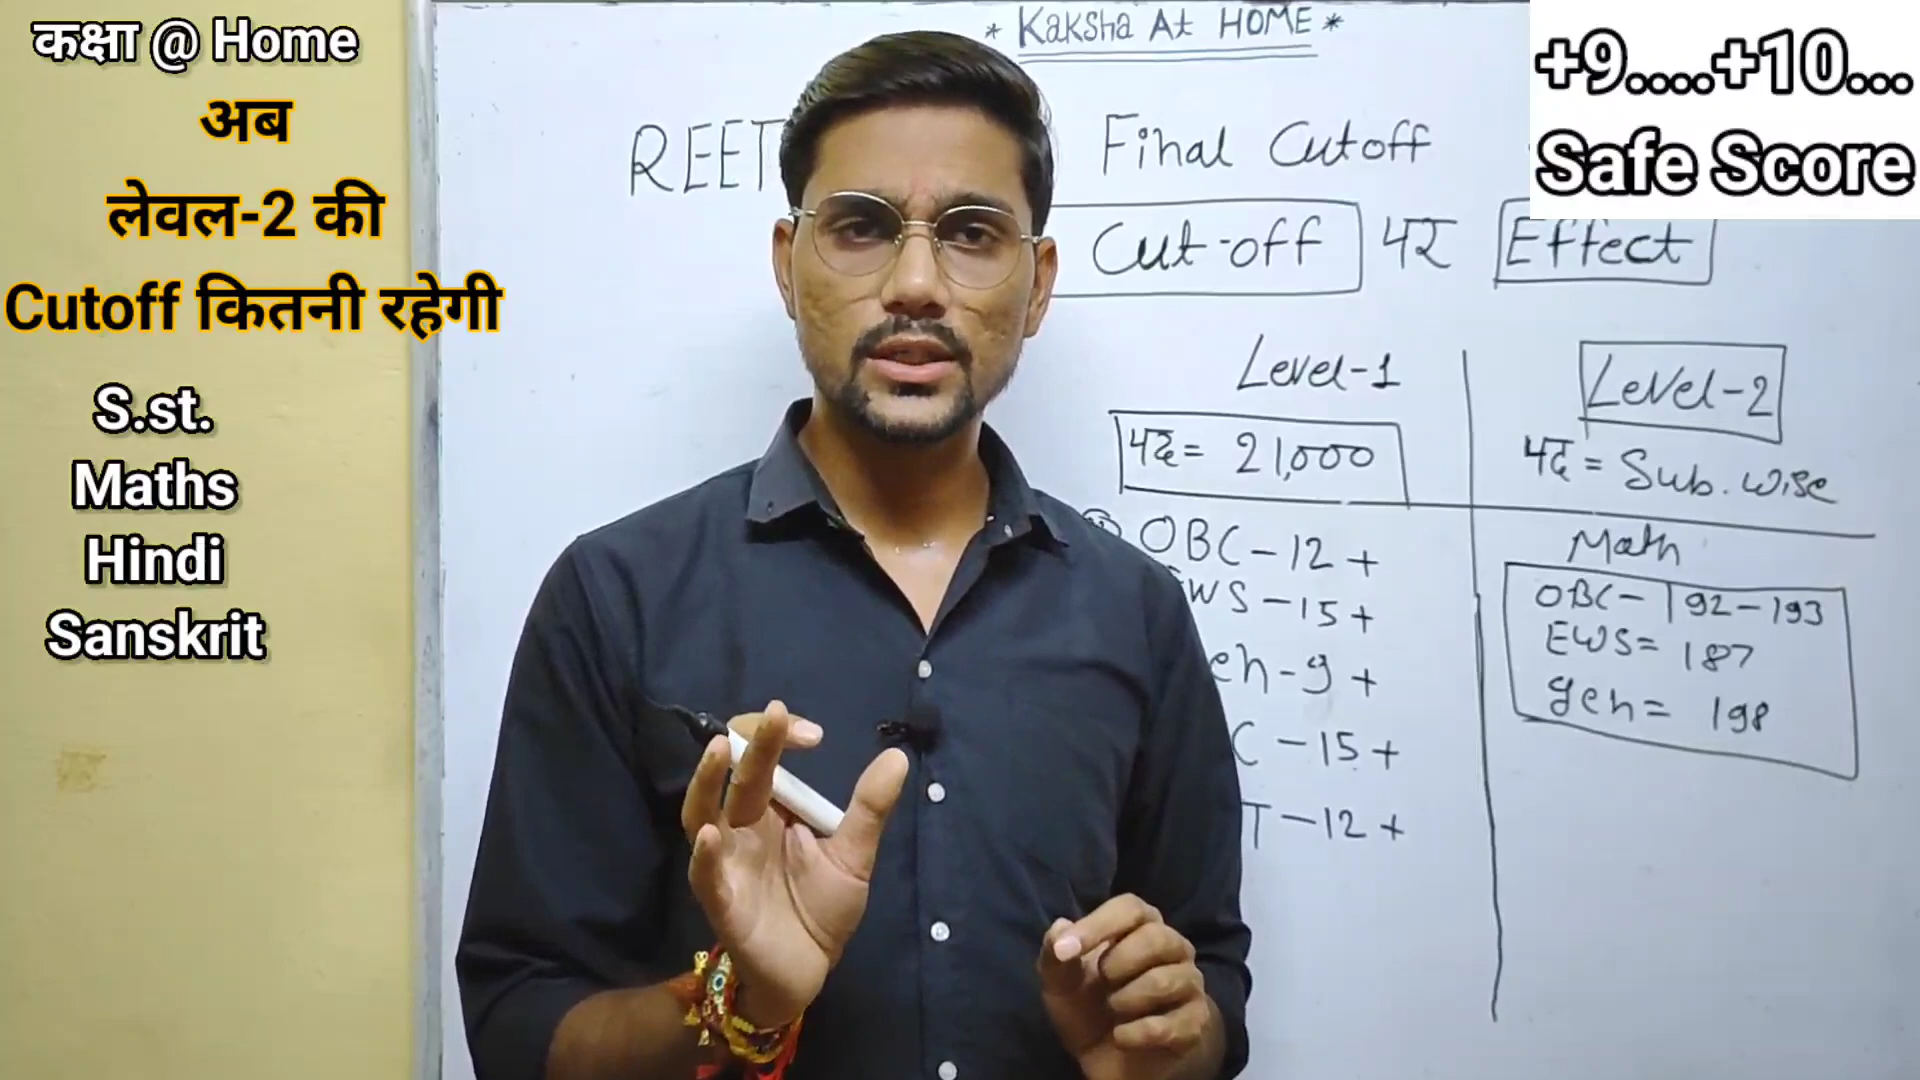 कक्षा @ Home
अब
लेवल-2 की
Cutoff कितनी रहेगी
S.st.
Maths
Hindi
Sanskrit
+9....+10...
Safe Score
* Kaksha At HOME *
REET Final Cutoff
Cut-off पर Effect
Level-1
पद = 21,000
OBC - 12 +
WS - 15 +
en - 9 +
C - 15 +
T - 12 +
Level-2
पद = Sub. wise
Math
OBC - 192 - 193
EWS = 187
gen = 198